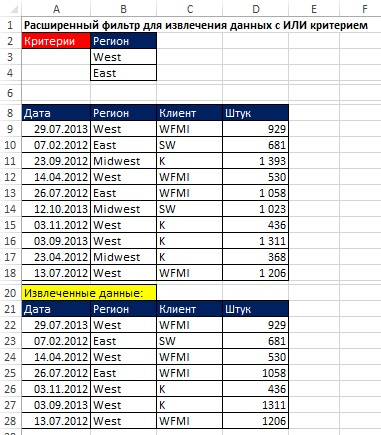 A B C D E F
1 Расширенный фильтр для извлечения данных с ИЛИ критерием
2 Критерии Регион
3 West
4 East
6
8 Дата Регион Клиент Штук
9 29.07.2013 West WFMI 929
10 07.02.2012 East SW 681
11 23.09.2012 Midwest K 1 393
12 14.04.2012 West WFMI 530
13 26.07.2012 East WFMI 1 058
14 12.10.2013 Midwest SW 1 023
15 03.11.2012 West K 436
16 03.09.2013 West K 1 311
17 23.04.2012 Midwest K 368
18 13.07.2012 West WFMI 1 206
20 Извлеченные данные:
21 Дата Регион Клиент Штук
22 29.07.2013 West WFMI 929
23 07.02.2012 East SW 681
24 14.04.2012 West WFMI 530
25 26.07.2012 East WFMI 1058
26 03.11.2012 West K 436
27 03.09.2013 West K 1311
28 13.07.2012 West WFMI 1206